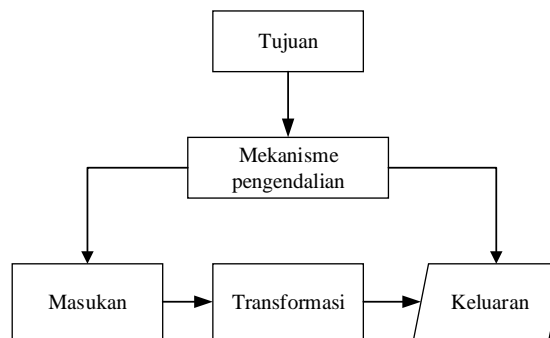 Tujuan
Mekanisme
pengendalian
Masukan
Transformasi
Keluaran